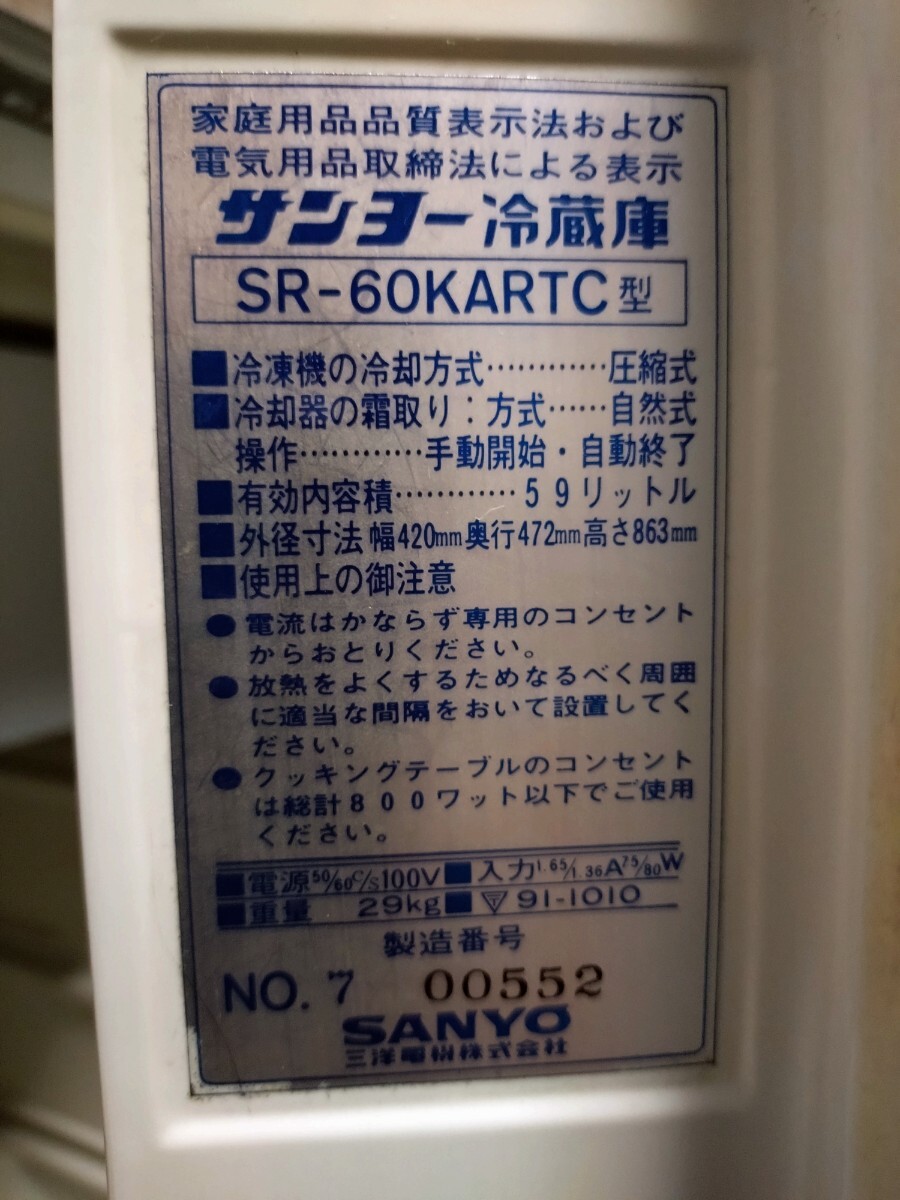 家庭用品品質表示法および
電気用品取締法による表示
サンヨー冷蔵庫
SR-60KARTC型
■冷凍機の冷却方式…………圧縮式
■冷却器の霜取り：方式……自然式
操作…………手動開始・自動終了
■有効内容積…………59リットル
■外径寸法 幅420mm奥行472mm高さ863mm
■使用上の御注意
●電流はかならず専用のコンセント
からおとりください。
●放熱をよくするためなるべく周囲
に適当な間隔をおいて設置してく
ださい。
●クッキングテーブルのコンセント
は総計800ワット以下でご使用
ください。
■電源50/60C/S100V■入力1.65/1.36A75/80W
■重量 29kg■▽〒91-1010
製造番号
NO.7 00552
SANYO
三洋電機株式会社